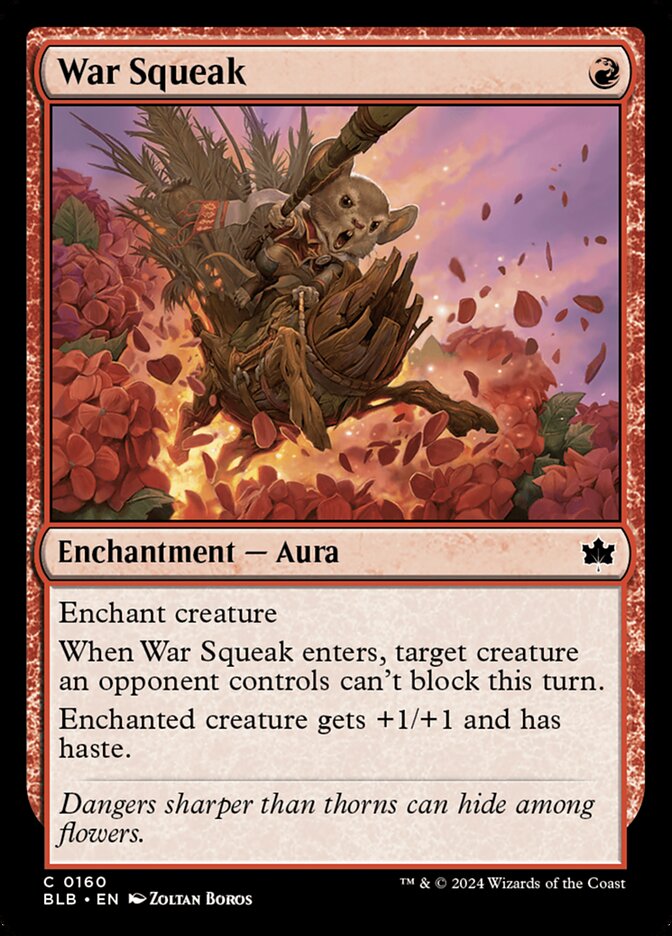 War Squeak
Enchantment — Aura
Enchant creature
When War Squeak enters, target creature
an opponent controls can't block this turn.
Enchanted creature gets +1/+1 and has
haste.
Dangers sharper than thorns can hide among
flowers.
C 0160
BLB • EN Zoltan Boros
™ & © 2024 Wizards of the Coast